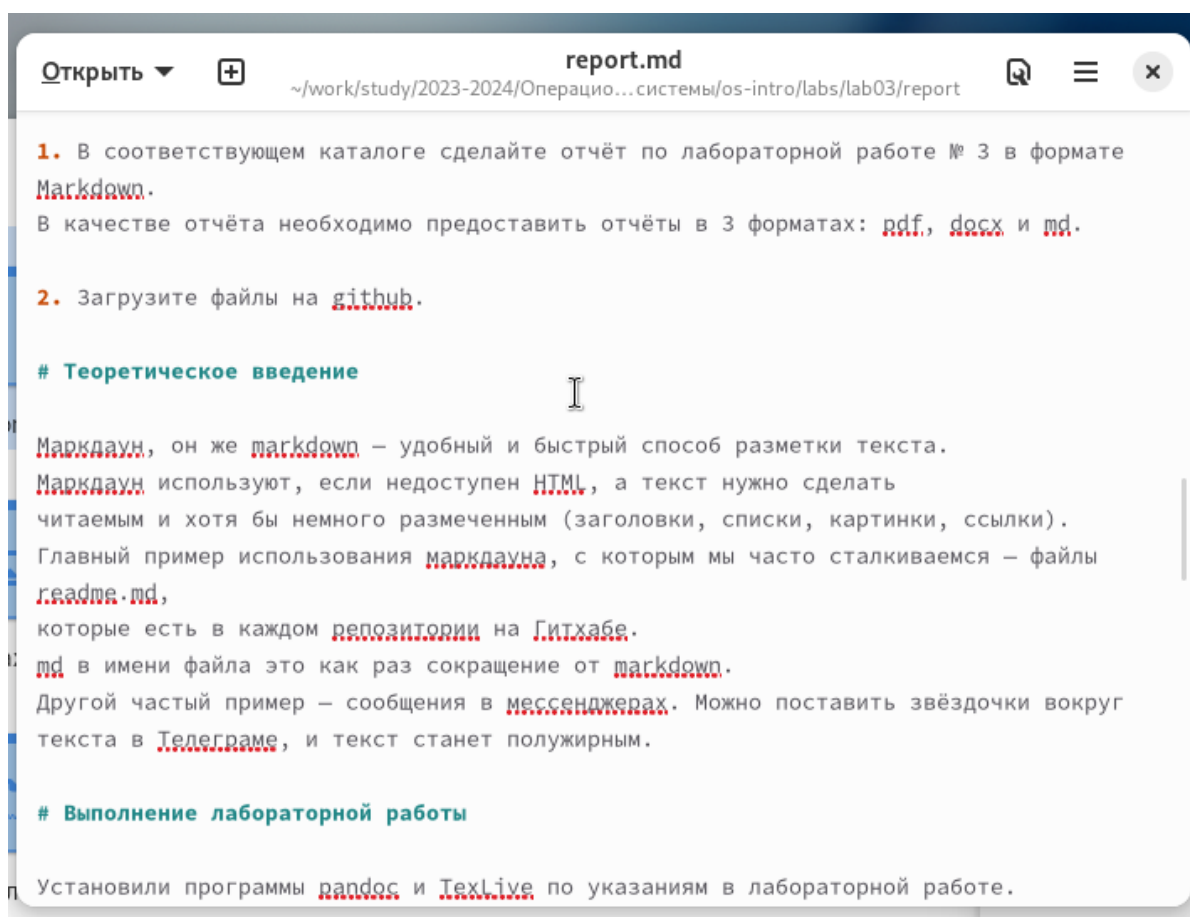 Открыть
report.md
~/work/study/2023-2024/Операцио…системы/os-intro/labs/lab03/report
1. В соответствующем каталоге сделайте отчёт по лабораторной работе № 3 в формате
Markdown.
В качестве отчёта необходимо предоставить отчёты в 3 форматах: pdf, docx и md.
2. Загрузите файлы на github.
# Теоретическое введение
Маркдаун, он же markdown — удобный и быстрый способ разметки текста.
Маркдаун используют, если недоступен HTML, а текст нужно сделать
читаемым и хотя бы немного размеченным (заголовки, списки, картинки, ссылки).
Главный пример использования маркдауна, с которым мы часто сталкиваемся — файлы
readme.md,
которые есть в каждом репозитории на Гитхабе.
md в имени файла это как раз сокращение от markdown.
Другой частый пример — сообщения в мессенджерах. Можно поставить звёздочки вокруг
текста в Телеграме, и текст станет полужирным.
# Выполнение лабораторной работы
Установили программы pandoc и TexLive по указаниям в лабораторной работе.